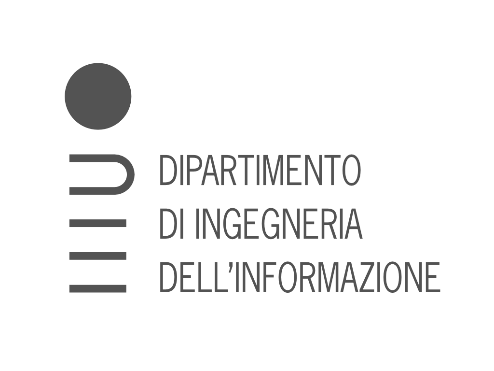 DIPARTIMENTO
DI INGEGNERIA
DELL'INFORMAZIONE